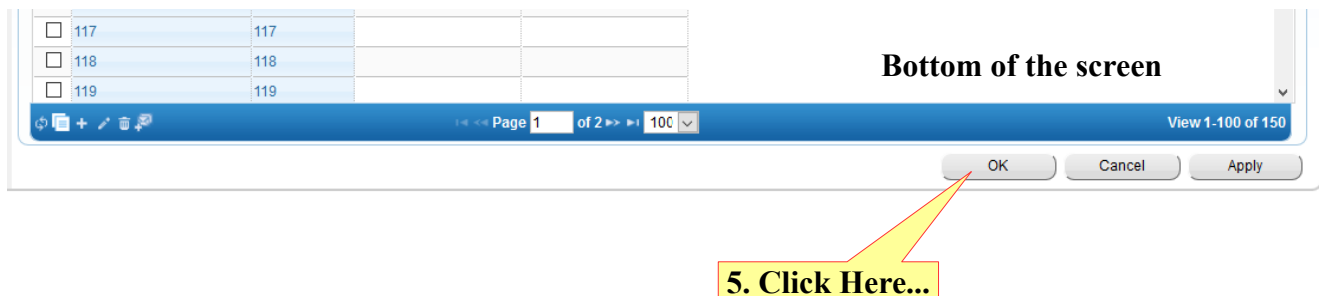 117 117
118 118
Bottom of the screen
119 119
Page 1 of 2 100 View 1-100 of 150
OK Cancel Apply
5. Click Here...